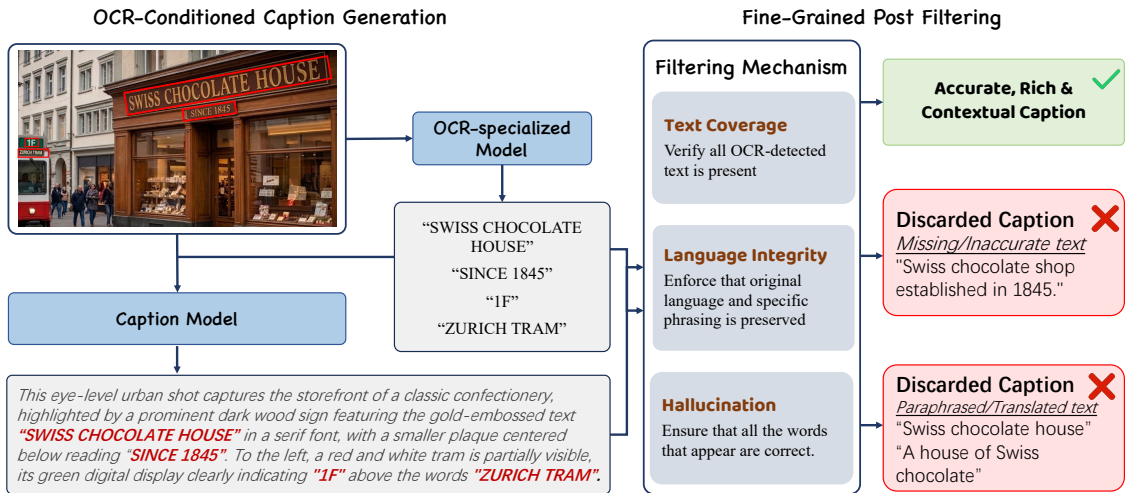 OCR-Conditioned Caption Generation
SWISS CHOCOLATE HOUSE
SINCE 1845
1F
ZURICH TRAM
OCR-specialized
Model
"SWISS CHOCOLATE
HOUSE"
"SINCE 1845"
"1F"
"ZURICH TRAM"
Caption Model
This eye-level urban shot captures the storefront of a classic confectionery,
highlighted by a prominent dark wood sign featuring the gold-embossed text
"SWISS CHOCOLATE HOUSE" in a serif font, with a smaller plaque centered
below reading "SINCE 1845". To the left, a red and white tram is partially visible,
its green digital display clearly indicating "1F" above the words "ZURICH TRAM".
Fine-Grained Post Filtering
Filtering Mechanism
Text Coverage
Verify all OCR-detected
text is present
Language Integrity
Enforce that original
language and specific
phrasing is preserved
Hallucination
Ensure that all the words
that appear are correct.
Accurate, Rich &
Contextual Caption
Discarded Caption
Missing/Inaccurate text
"Swiss chocolate shop
established in 1845."
Discarded Caption
Paraphrased/Translated text
"Swiss chocolate house"
"A house of Swiss
chocolate"